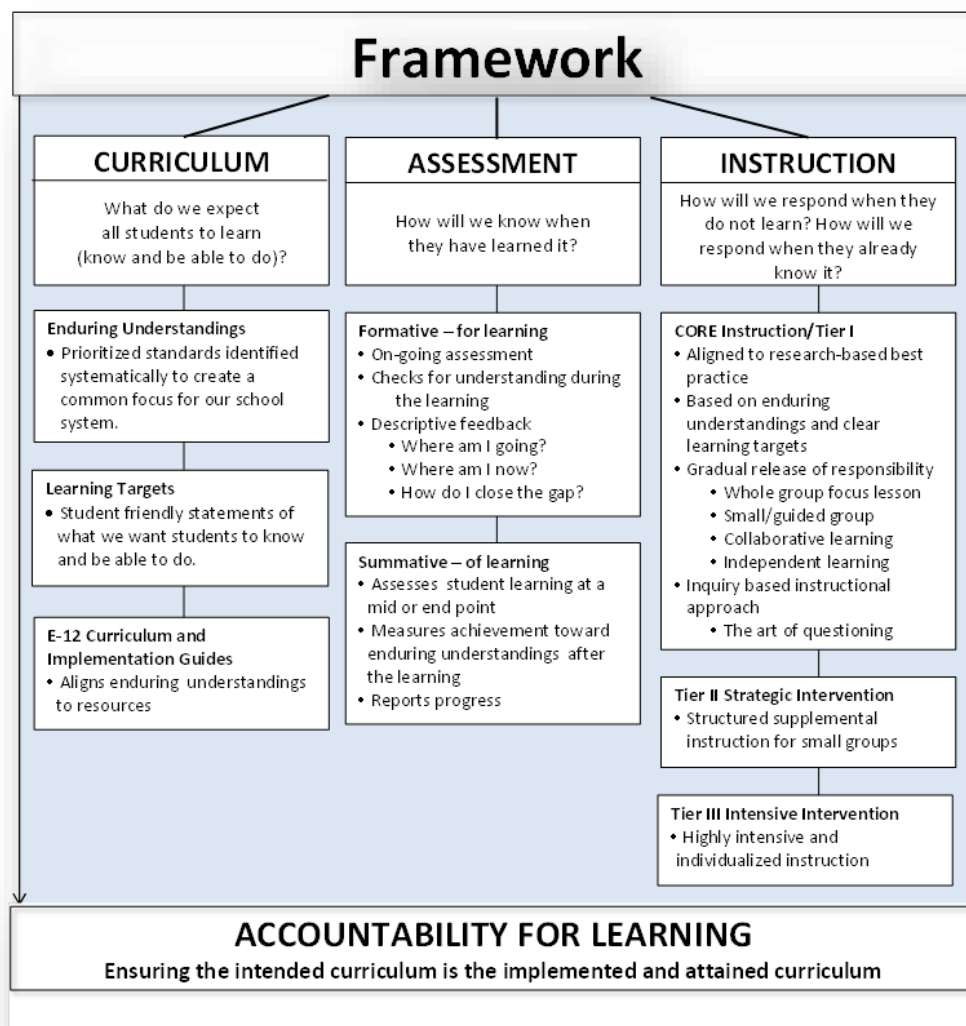 Framework
CURRICULUM
What do we expect
all students to learn
(know and be able to do)?
Enduring Understandings
• Prioritized standards identified
systematically to create a
common focus for our school
system.
Learning Targets
• Student friendly statements of
what we want students to know
and be able to do.
E-12 Curriculum and
Implementation Guides
• Aligns enduring understandings
to resources
ASSESSMENT
How will we know when
they have learned it?
Formative – for learning
• On-going assessment
• Checks for understanding during
the learning
• Descriptive feedback
• Where am I going?
• Where am I now?
• How do I close the gap?
Summative – of learning
• Assesses student learning at a
mid or end point
• Measures achievement toward
enduring understandings after
the learning
• Reports progress
INSTRUCTION
How will we respond when they
do not learn? How will we
respond when they already
know it?
CORE Instruction/Tier I
• Aligned to research-based best
practice
• Based on enduring
understandings and clear
learning targets
• Gradual release of responsibility
• Whole group focus lesson
• Small/guided group
• Collaborative learning
• Independent learning
• Inquiry based instructional
approach
• The art of questioning
Tier II Strategic Intervention
• Structured supplemental
instruction for small groups
Tier III Intensive Intervention
• Highly intensive and
individualized instruction
ACCOUNTABILITY FOR LEARNING
Ensuring the intended curriculum is the implemented and attained curriculum